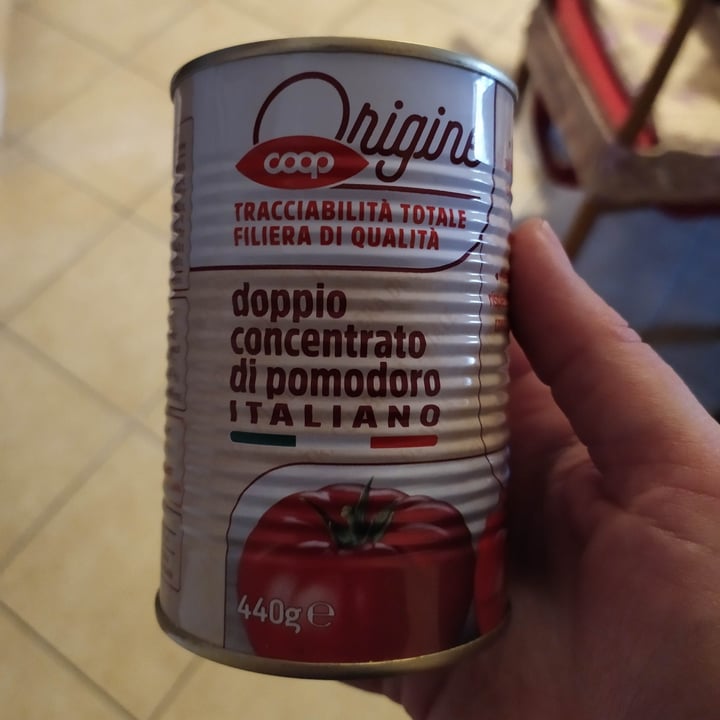 Origine
coop
TRACCIABILITÀ TOTALE
FILIERA DI QUALITÀ
doppio
concentrato
di pomodoro
ITALIANO
440g e